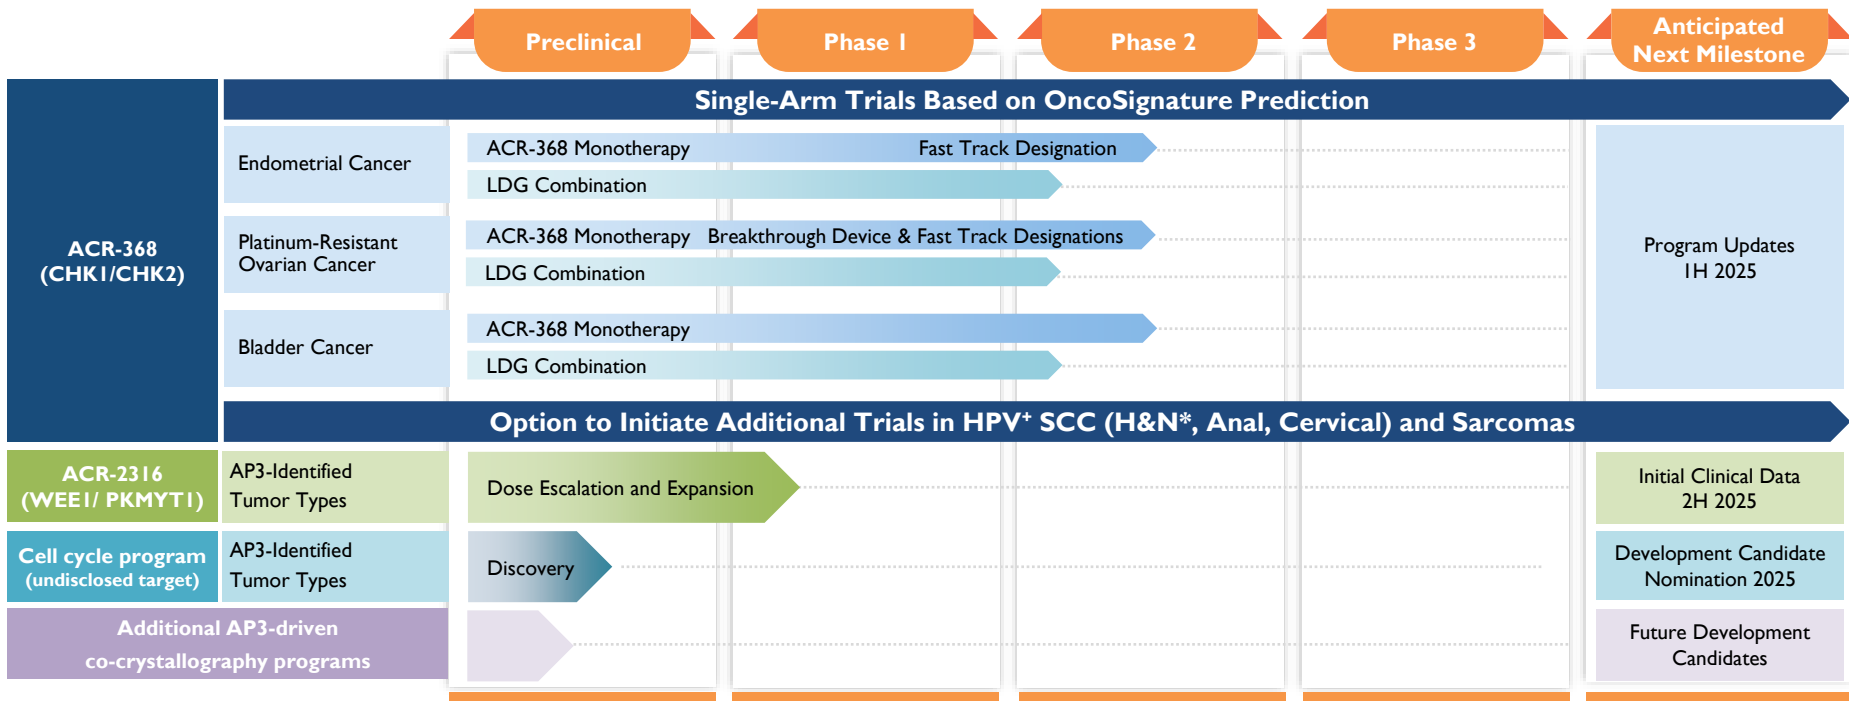 Preclinical
Phase 1
Phase 2
Phase 3
Anticipated
Next Milestone
Single-Arm Trials Based on OncoSignature Prediction
ACR-368
(CHK1/CHK2)
Endometrial Cancer
ACR-368 Monotherapy
Fast Track Designation
LDG Combination
Platinum-Resistant
Ovarian Cancer
ACR-368 Monotherapy
Breakthrough Device & Fast Track Designations
LDG Combination
Bladder Cancer
ACR-368 Monotherapy
LDG Combination
Program Updates
1H 2025
Option to Initiate Additional Trials in HPV⁺ SCC (H&N*, Anal, Cervical) and Sarcomas
ACR-2316
(WEE1/ PKMYT1)
AP3-Identified
Tumor Types
Dose Escalation and Expansion
Initial Clinical Data
2H 2025
Cell cycle program
(undisclosed target)
AP3-Identified
Tumor Types
Discovery
Development Candidate
Nomination 2025
Additional AP3-driven
co-crystallography programs
Future Development
Candidates